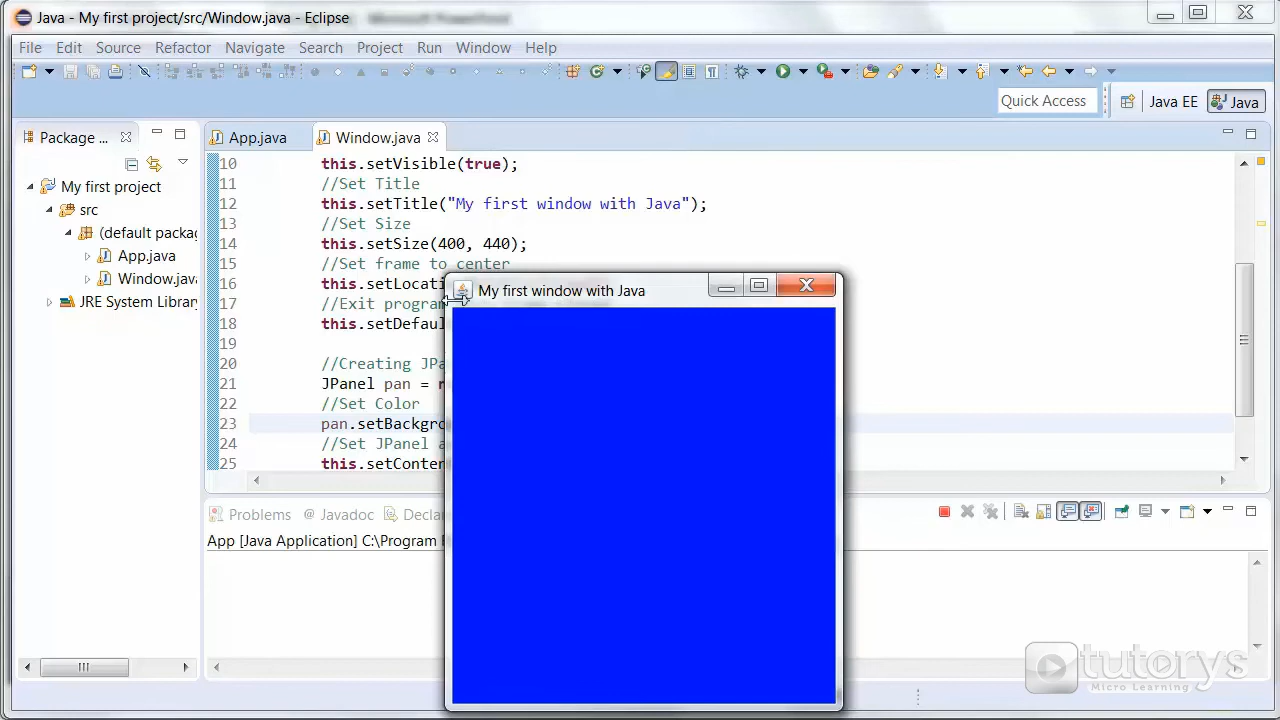 Java - My first project/src/Window.java - Eclipse
File Edit Source Refactor Navigate Search Project Run Window Help
Quick Access
Java EE
Java
Package ...
App.java
Window.java
My first project
src
(default packag
App.java
Window.java
JRE System Library
10 this.setVisible(true);
11 //Set Title
12 this.setTitle("My first window with Java");
13 //Set Size
14 this.setSize(400, 440);
15 //Set frame to center
16 this.setLocati
17 //Exit program
18 this.setDefaul
19
20 //Creating JPa
21 JPanel pan =
22 //Set Color
23 pan.setBackgro
24 //Set JPanel a
25 this.setConten
My first window with Java
Problems @ Javadoc Declar
App [Java Application] C:\Program
tutorys
Micro Learning